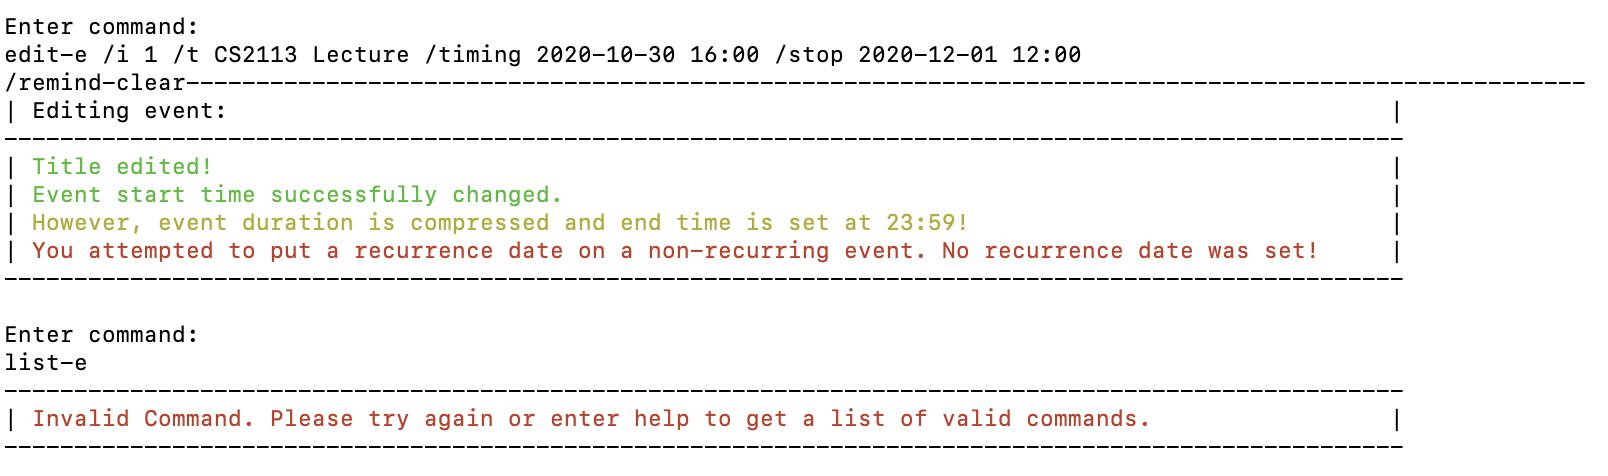 Enter command:
edit-e /i 1 /t CS2113 Lecture /timing 2020-10-30 16:00 /stop 2020-12-01 12:00
/remind-clear----------------------------------------------------------------------------------------------------
| Editing event: |
----------------------------------------------------------------------------------------------------
| Title edited! |
| Event start time successfully changed. |
| However, event duration is compressed and end time is set at 23:59! |
| You attempted to put a recurrence date on a non-recurring event. No recurrence date was set! |
----------------------------------------------------------------------------------------------------
Enter command:
list-e
----------------------------------------------------------------------------------------------------
| Invalid Command. Please try again or enter help to get a list of valid commands. |
----------------------------------------------------------------------------------------------------